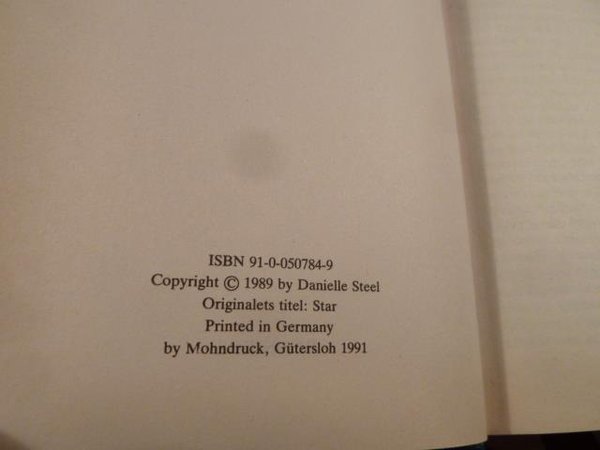 ISBN 91-0-050784-9
Copyright © 1989 by Danielle Steel
Originalets titel: Star
Printed in Germany
by Mohndruck, Gütersloh 1991